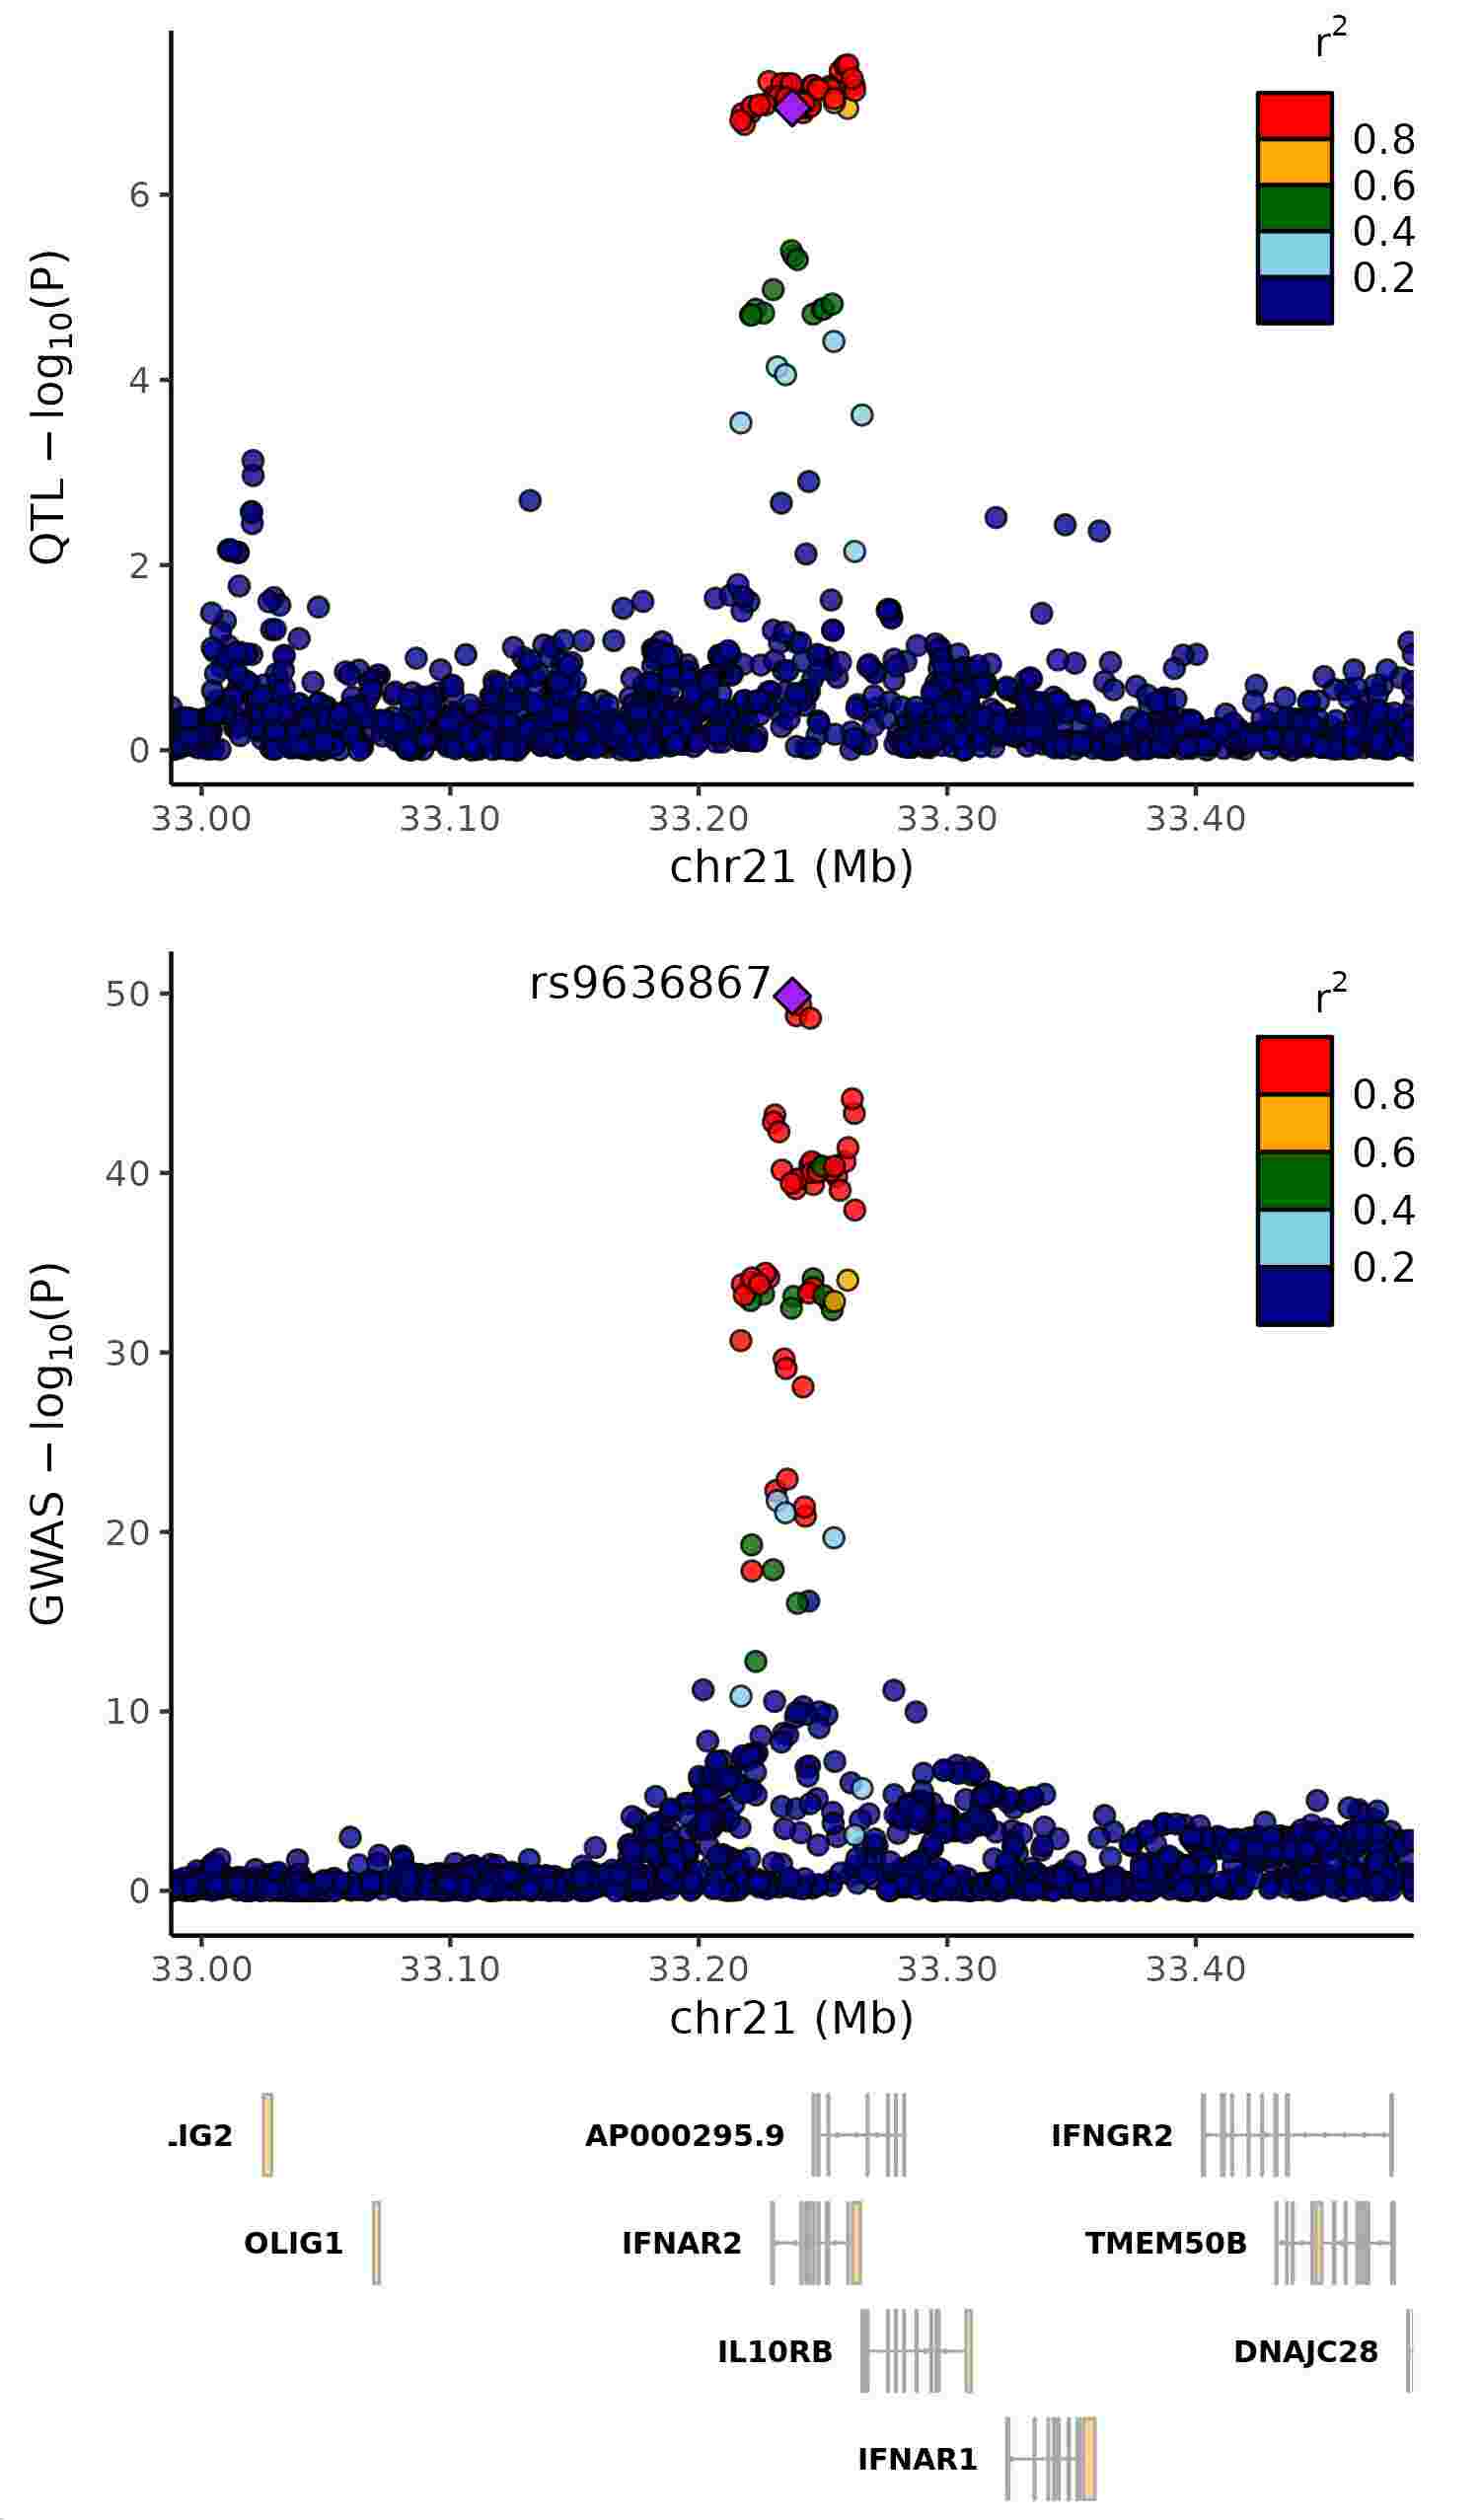 r²
0.8
0.6
0.4
0.2
QTL −log₁₀(P)
6
4
2
0
33.00 33.10 33.20 33.30 33.40
chr21 (Mb)
rs9636867
r²
0.8
0.6
0.4
0.2
GWAS −log₁₀(P)
50
40
30
20
10
0
33.00 33.10 33.20 33.30 33.40
chr21 (Mb)
IG2 AP000295.9 IFNGR2
OLIG1 IFNAR2 TMEM50B
IL10RB DNAJC28
IFNAR1